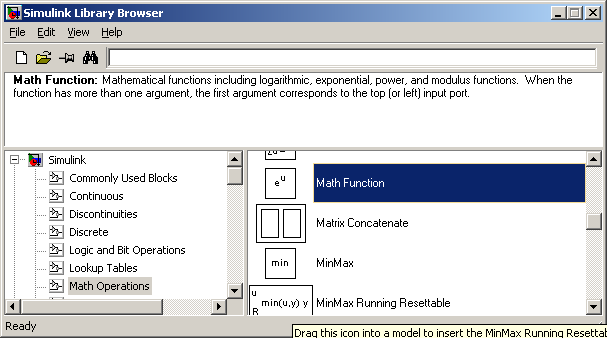 Simulink Library Browser
File Edit View Help
Math Function: Mathematical functions including logarithmic, exponential, power, and modulus functions. When the
function has more than one argument, the first argument corresponds to the top (or left) input port.
Simulink
Commonly Used Blocks
Continuous
Discontinuities
Discrete
Logic and Bit Operations
Lookup Tables
Math Operations
e^u Math Function
Matrix Concatenate
min MinMax
u
min(u,y) y MinMax Running Resettable
R
Ready
Drag this icon into a model to insert the MinMax Running Resettab